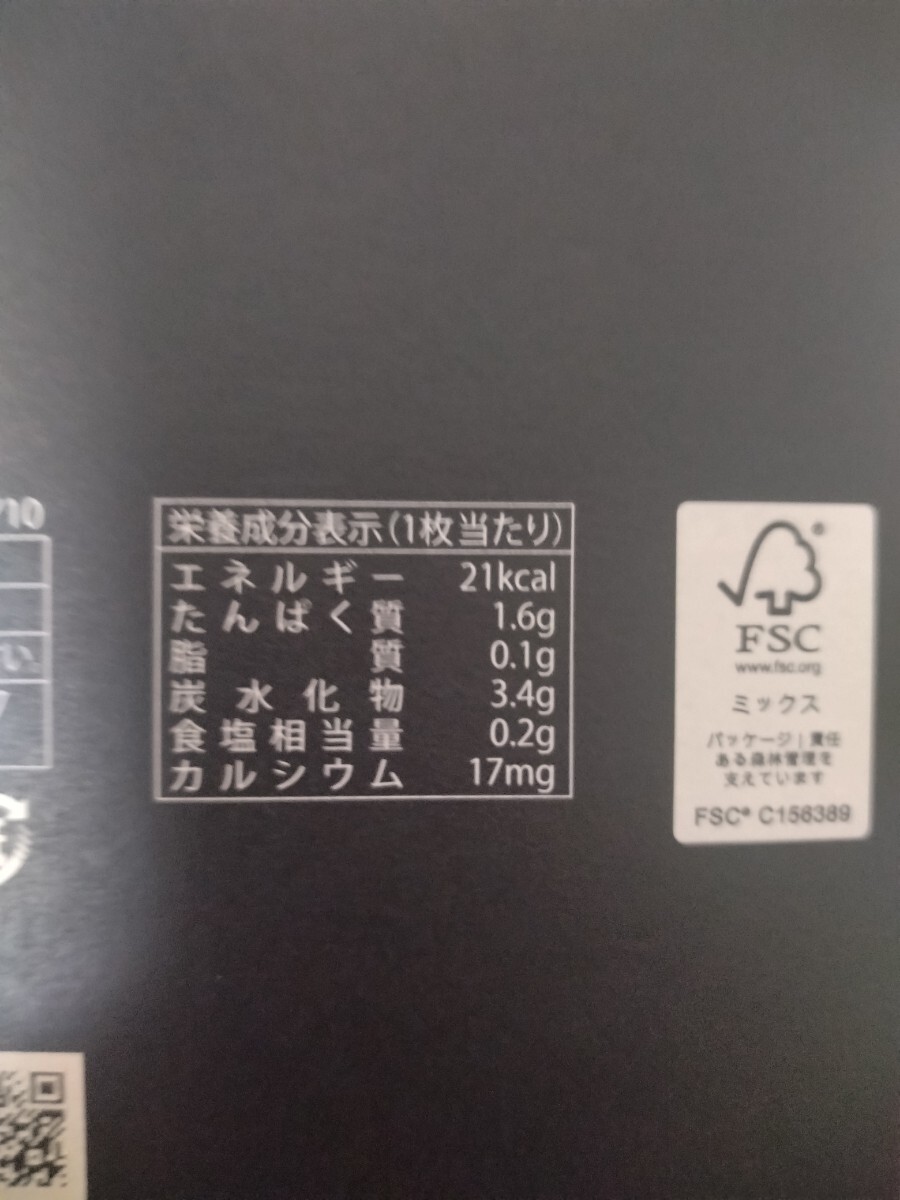 /10
い。
栄養成分表示(1枚当たり)
エネルギー 21kcal
たんぱく質 1.6g
脂質 0.1g
炭水化物 3.4g
食塩相当量 0.2g
カルシウム 17mg
FSC
www.fsc.org
ミックス
パッケージ|責任
ある森林管理を
支えています
FSC® C156389